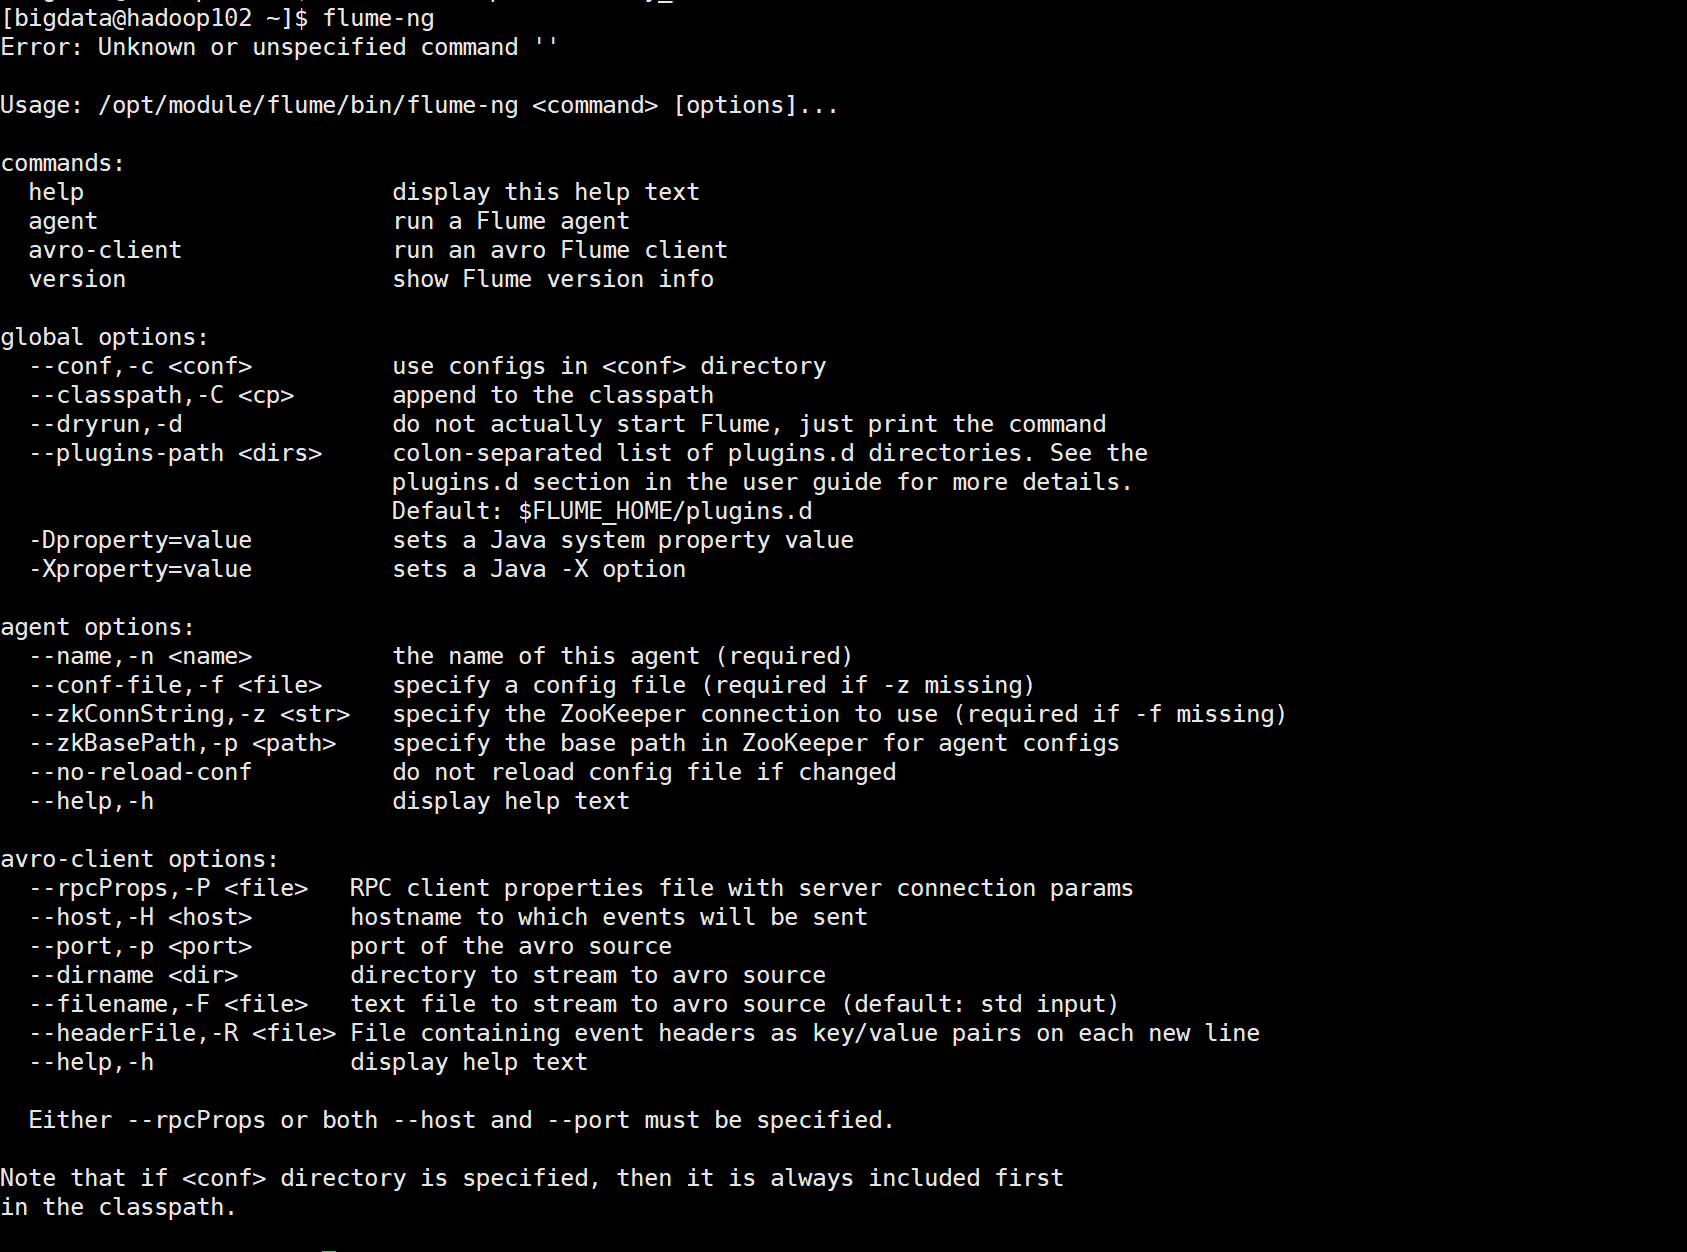 [bigdata@hadoop102 ~]$ flume-ng
Error: Unknown or unspecified command ''
Usage: /opt/module/flume/bin/flume-ng <command> [options]...
commands:
  help                      display this help text
  agent                     run a Flume agent
  avro-client               run an avro Flume client
  version                   show Flume version info
global options:
  --conf,-c <conf>          use configs in <conf> directory
  --classpath,-C <cp>       append to the classpath
  --dryrun,-d               do not actually start Flume, just print the command
  --plugins-path <dirs>     colon-separated list of plugins.d directories. See the
                            plugins.d section in the user guide for more details.
                            Default: $FLUME_HOME/plugins.d
  -Dproperty=value          sets a Java system property value
  -Xproperty=value          sets a Java -X option
agent options:
  --name,-n <name>          the name of this agent (required)
  --conf-file,-f <file>     specify a config file (required if -z missing)
  --zkConnString,-z <str>   specify the ZooKeeper connection to use (required if -f missing)
  --zkBasePath,-p <path>    specify the base path in ZooKeeper for agent configs
  --no-reload-conf          do not reload config file if changed
  --help,-h                 display help text
avro-client options:
  --rpcProps,-P <file>   RPC client properties file with server connection params
  --host,-H <host>       hostname to which events will be sent
  --port,-p <port>       port of the avro source
  --dirname <dir>        directory to stream to avro source
  --filename,-F <file>   text file to stream to avro source (default: std input)
  --headerFile,-R <file> File containing event headers as key/value pairs on each new line
  --help,-h              display help text
  Either --rpcProps or both --host and --port must be specified.
Note that if <conf> directory is specified, then it is always included first
in the classpath.